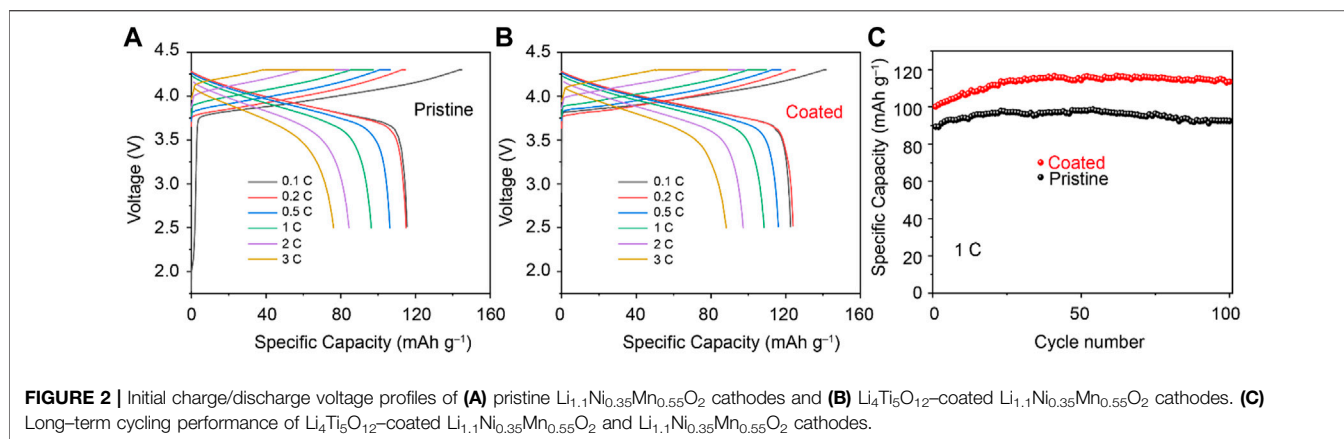 A
4.5
4.0
3.5
3.0
2.5
2.0
Voltage (V)
Pristine
0.1 C
0.2 C
0.5 C
1 C
2 C
3 C
0 40 80 120 160
Specific Capacity (mAh g⁻¹)
B
4.5
4.0
3.5
3.0
2.5
2.0
Voltage (V)
Coated
0.1 C
0.2 C
0.5 C
1 C
2 C
3 C
0 40 80 120 160
Specific Capacity (mAh g⁻¹)
C
120
100
80
60
40
20
0
Specific Capacity (mAh g⁻¹)
Coated
Pristine
1 C
0 50 100
Cycle number
FIGURE 2 | Initial charge/discharge voltage profiles of (A) pristine Li₁.₁Ni₀.₃₅Mn₀.₅₅O₂ cathodes and (B) Li₄Ti₅O₁₂–coated Li₁.₁Ni₀.₃₅Mn₀.₅₅O₂ cathodes. (C)
Long–term cycling performance of Li₄Ti₅O₁₂–coated Li₁.₁Ni₀.₃₅Mn₀.₅₅O₂ and Li₁.₁Ni₀.₃₅Mn₀.₅₅O₂ cathodes.